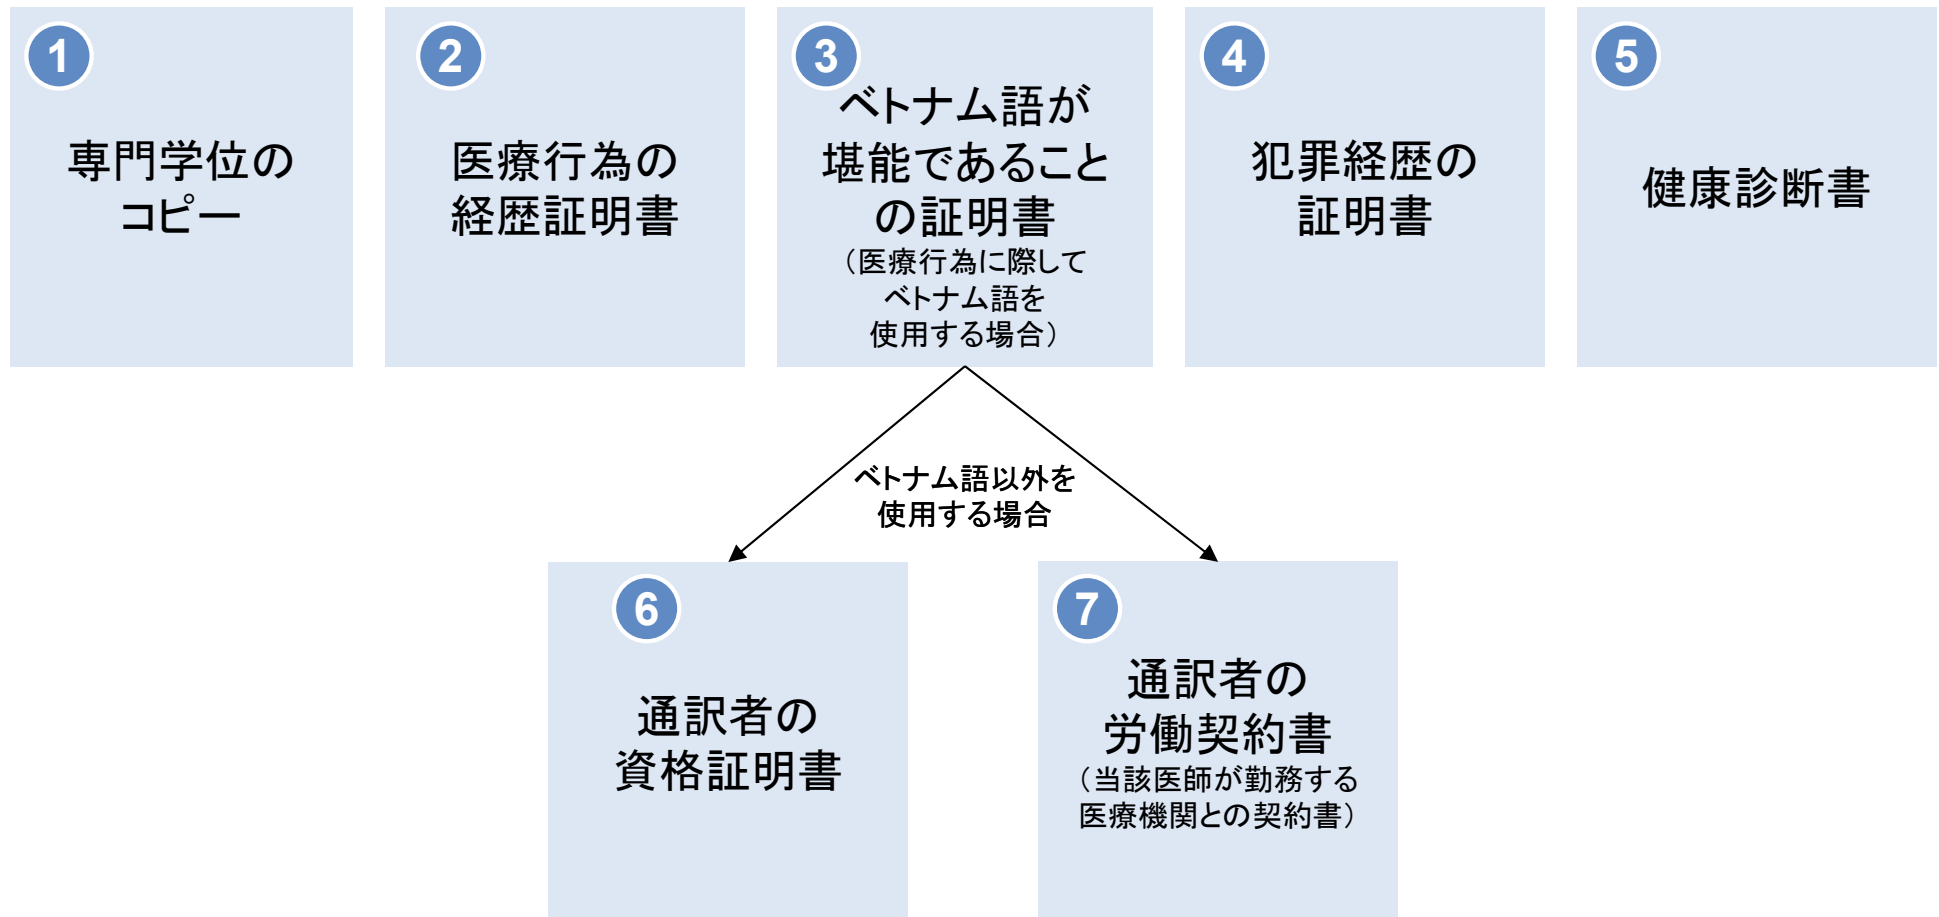 1
専門学位の
コピー
2
医療行為の
経歴証明書
3
ベトナム語が
堪能であること
の証明書
（医療行為に際して
ベトナム語を
使用する場合）
4
犯罪経歴の
証明書
5
健康診断書
ベトナム語以外を
使用する場合
6
通訳者の
資格証明書
7
通訳者の
労働契約書
（当該医師が勤務する
医療機関との契約書）